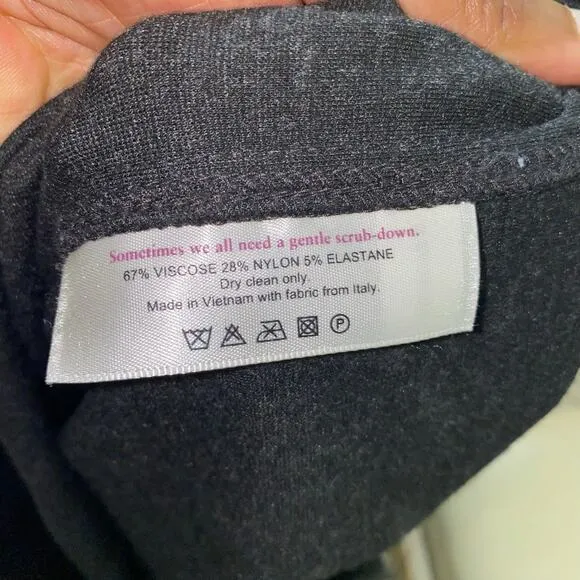 Sometimes we all need a gentle scrub-down.
67% VISCOSE 28% NYLON 5% ELASTANE
Dry clean only.
Made in Vietnam with fabric from Italy.
P